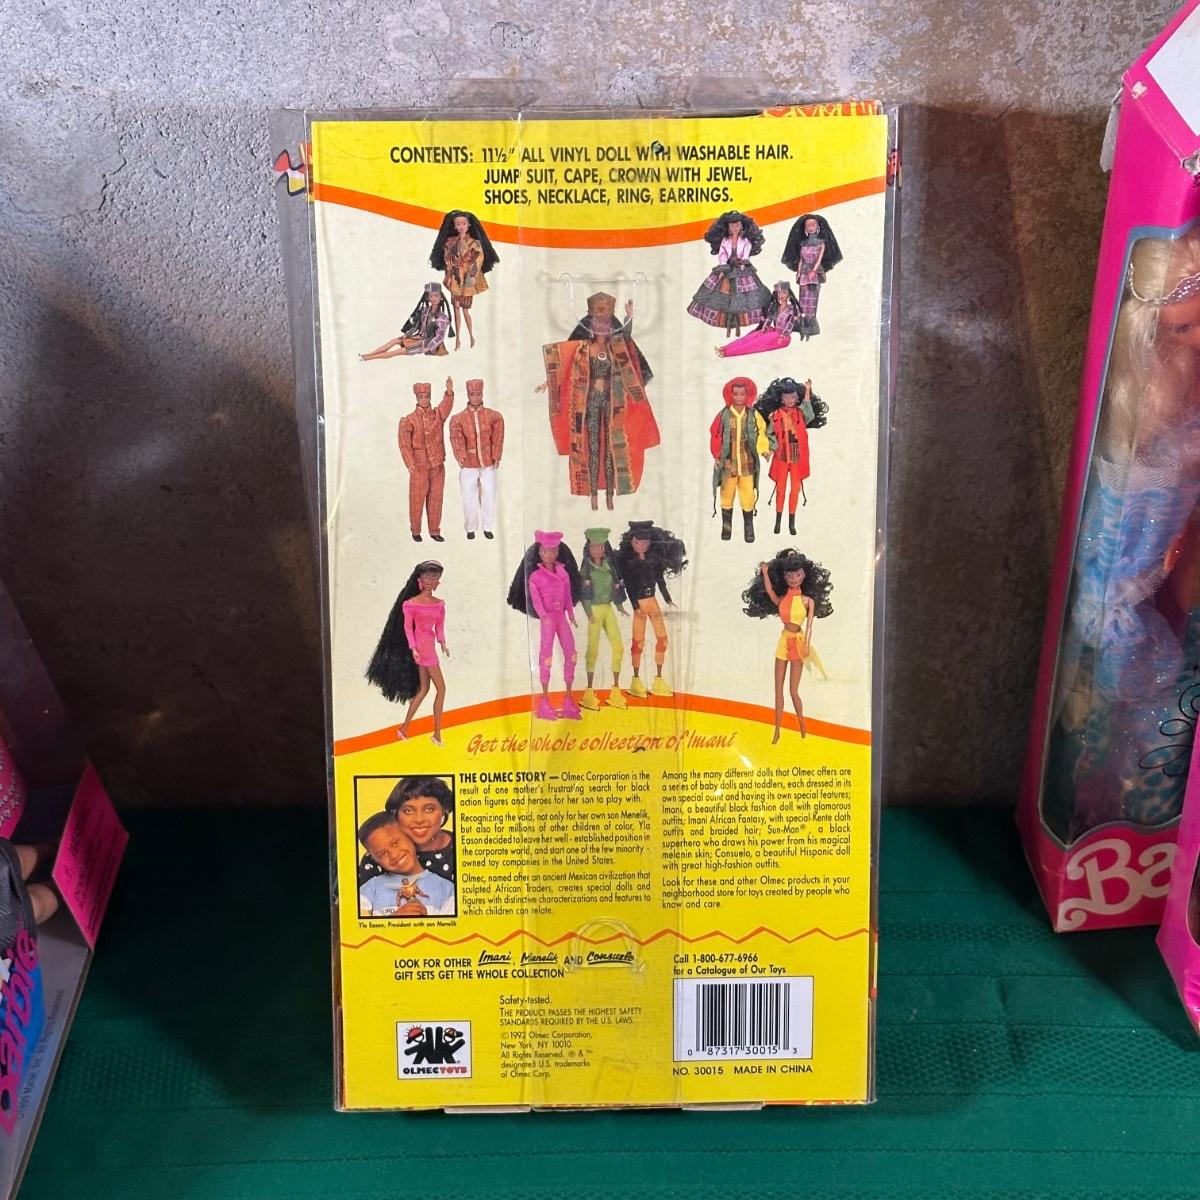 CONTENTS: 11½" ALL VINYL DOLL WITH WASHABLE HAIR.
JUMP SUIT, CAPE, CROWN WITH JEWEL,
SHOES, NECKLACE, RING, EARRINGS.
Get the whole collection of Imani
THE OLMEC STORY — Olmec Corporation is the
result of one mother's frustrating search for black
action figures and heroes for her son to play with.
Recognizing the void, not only for her own son Menelik,
but also for millions of other children of color, Yla
Eason decided to leave her well - established position in
the corporate world, and start one of the few minority -
owned toy companies in the United States.
Olmec, named after an ancient Mexican civilization that
sculpted African Traders, creates special dolls and
figures with distinctive characterizations and features to
which children can relate.
Yla Eason, President with son Menelik
Among the many different dolls that Olmec offers are
a series of baby dolls and toddlers, each dressed in its
own special outfit and having its own special features;
Imani, a beautiful black fashion doll with glamorous
outfits; Imani African Fantasy, with special Kente cloth
outfits and braided hair; Sun-Man®, a black
superhero who draws his power from his magical
melanin skin; Consuelo, a beautiful Hispanic doll
with great high-fashion outfits.
Look for these and other Olmec products in your
neighborhood store for toys created by people who
know and care.
LOOK FOR OTHER Imani, Menelik AND Consuelo
GIFT SETS GET THE WHOLE COLLECTION
Call 1-800-677-6966
for a Catalogue of Our Toys
Safety-tested.
THE PRODUCT PASSES THE HIGHEST SAFETY
STANDARDS REQUIRED BY THE U.S. LAWS.
©1992 Olmec Corporation,
New York, NY 10010.
All Rights Reserved. ® & ™
designated U.S. trademarks
of Olmec Corp.
OLMECTOYS
0 87317 30015 3
NO. 30015 MADE IN CHINA
Ba
Barbie